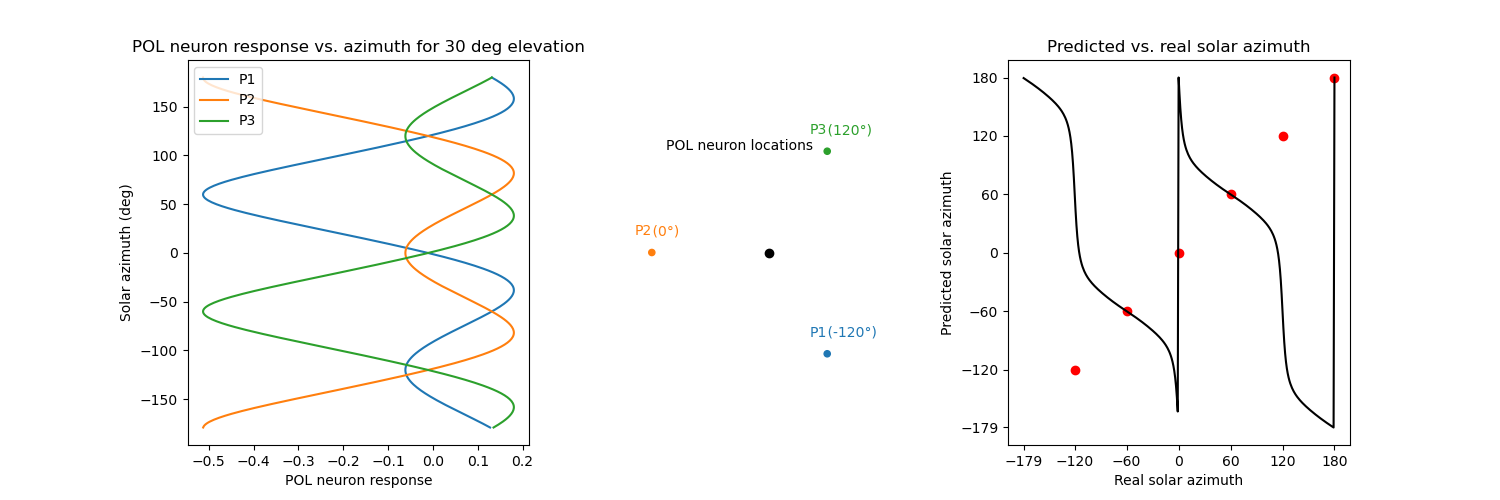 POL neuron response vs. azimuth for 30 deg elevation
P1
P2
P3
Solar azimuth (deg)
150
100
50
0
−50
−100
−150
−0.5 −0.4 −0.3 −0.2 −0.1 0.0 0.1 0.2
POL neuron response
P3(120°)
POL neuron locations
P2(0°)
P1(-120°)
Predicted vs. real solar azimuth
Predicted solar azimuth
180
120
60
0
−60
−120
−179
−179 −120 −60 0 60 120 180
Real solar azimuth